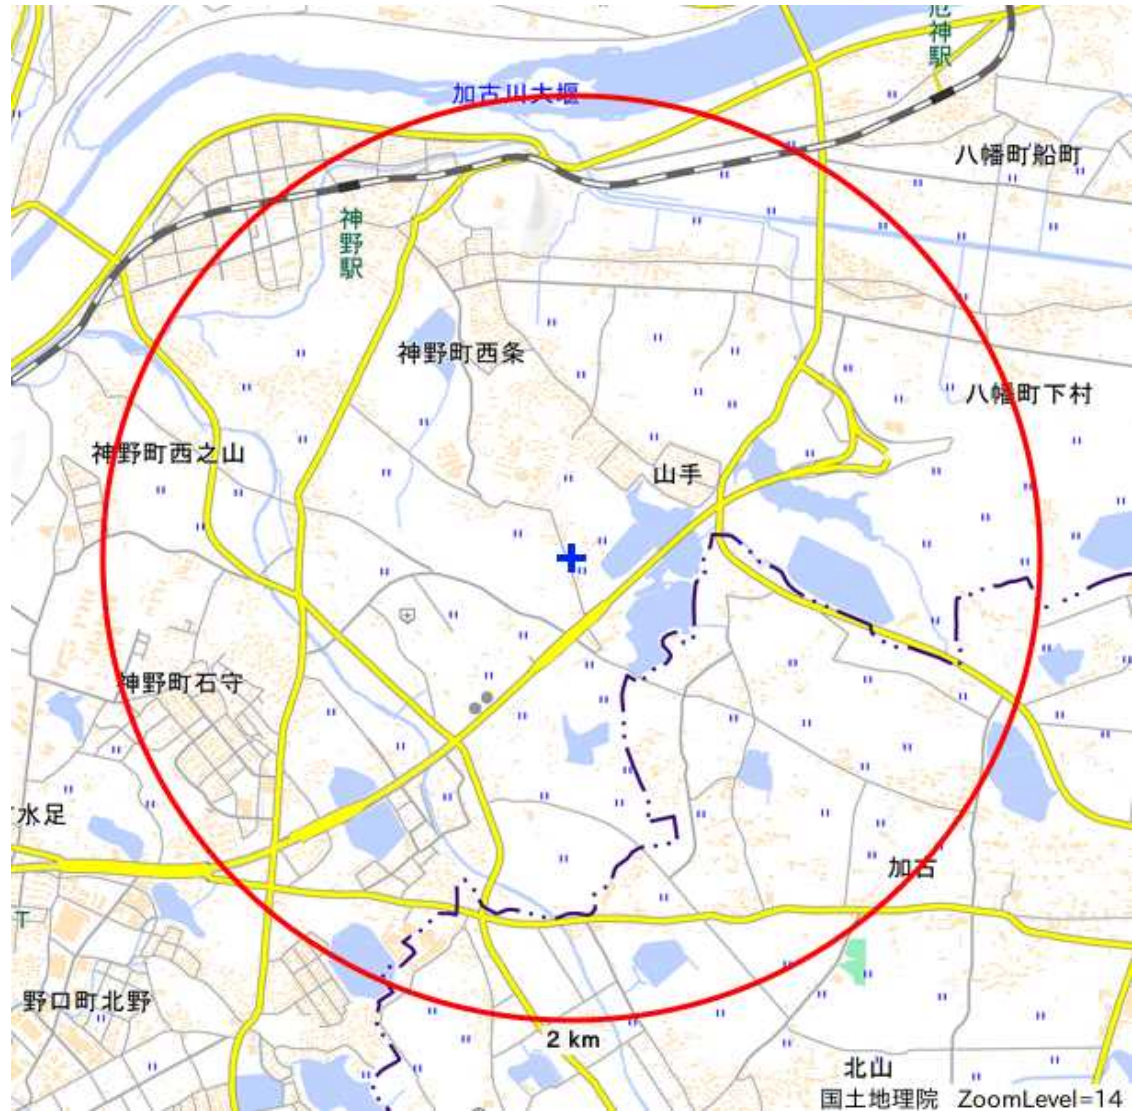 厄神駅
加古川大堰
八幡町船町
神野駅
神野町西条
八幡町下村
神野町西之山
山手
神野町石守
水足
加古
野口町北野
2 km
北山
国土地理院 ZoomLevel=14